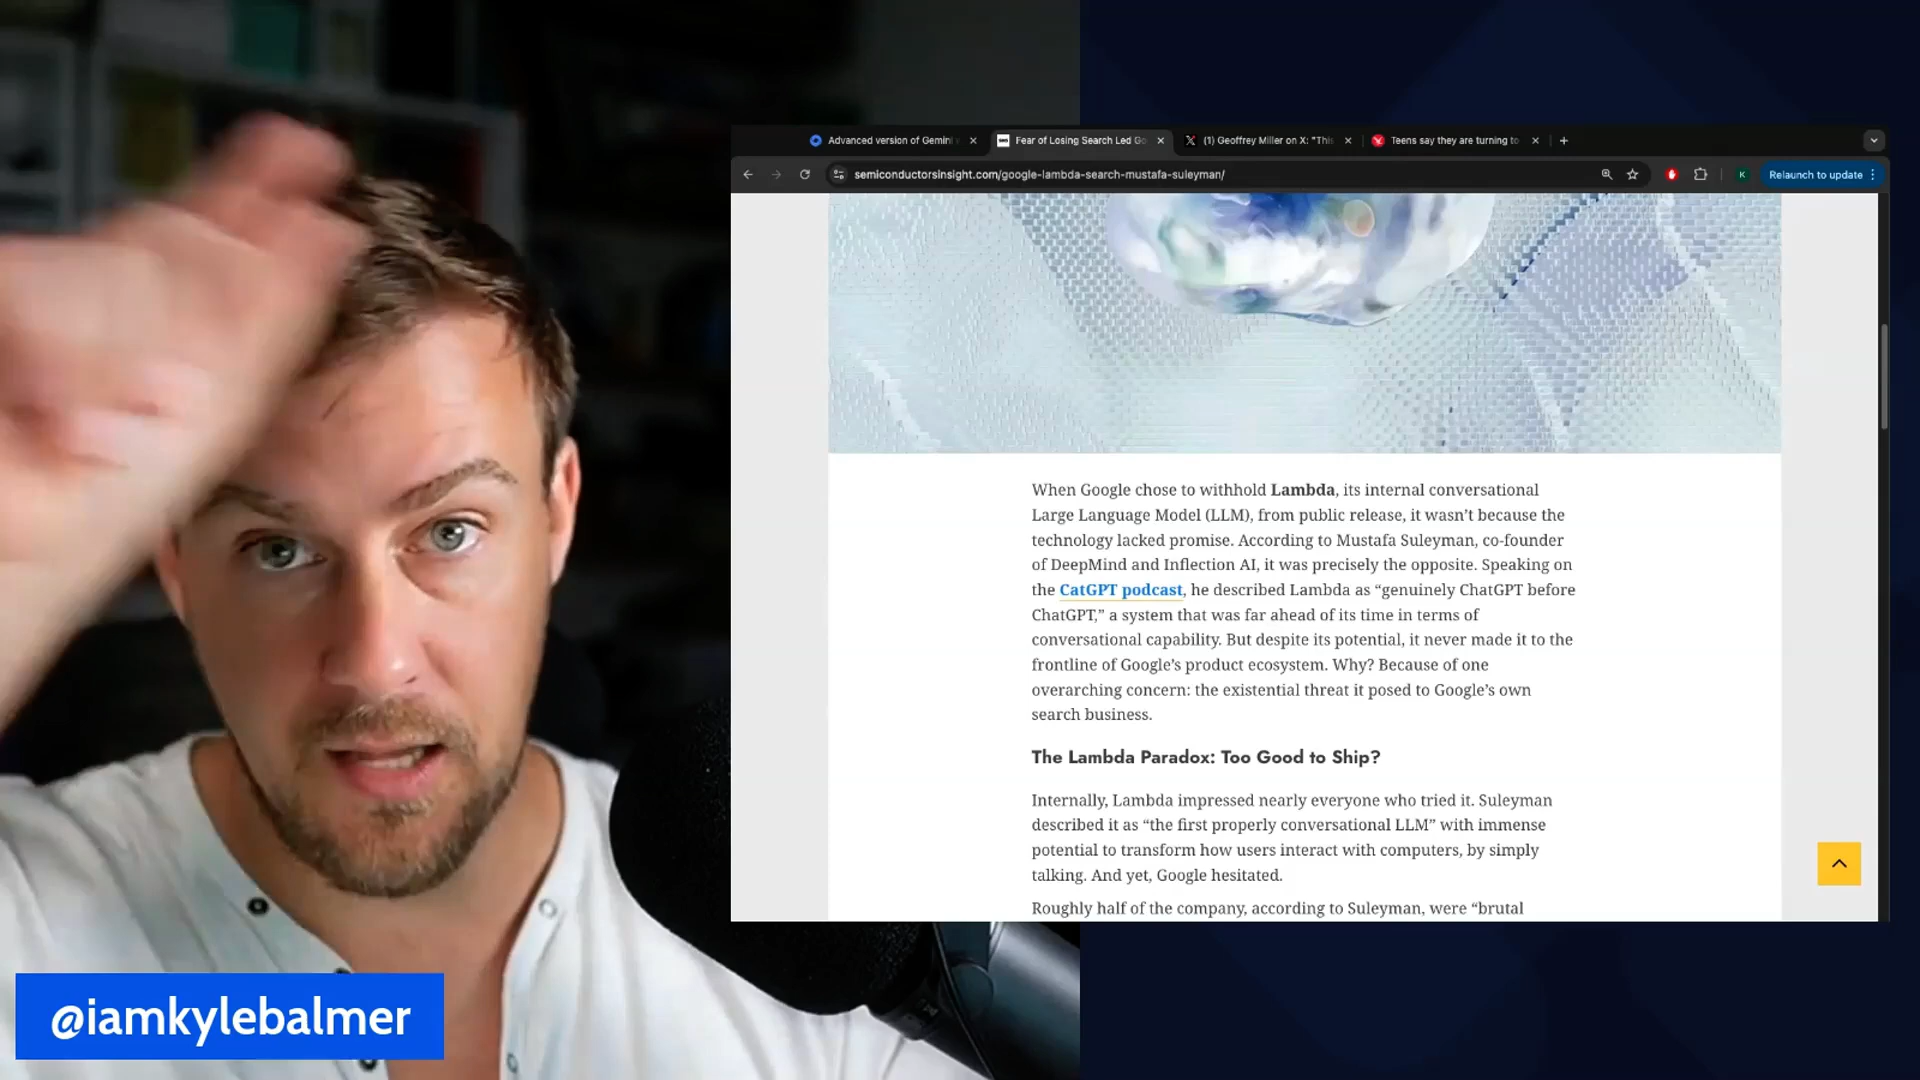 Advanced version of Gemini
Fear of Losing Search Led Go
(1) Geoffrey Miller on X: "This
Teens say they are turning to
semiconductorsinsight.com/google-lambda-search-mustafa-suleyman/
K
Relaunch to update
When Google chose to withhold Lambda, its internal conversational
Large Language Model (LLM), from public release, it wasn’t because the
technology lacked promise. According to Mustafa Suleyman, co-founder
of DeepMind and Inflection AI, it was precisely the opposite. Speaking on
the CatGPT podcast, he described Lambda as “genuinely ChatGPT before
ChatGPT,” a system that was far ahead of its time in terms of
conversational capability. But despite its potential, it never made it to the
frontline of Google’s product ecosystem. Why? Because of one
overarching concern: the existential threat it posed to Google’s own
search business.
The Lambda Paradox: Too Good to Ship?
Internally, Lambda impressed nearly everyone who tried it. Suleyman
described it as “the first properly conversational LLM” with immense
potential to transform how users interact with computers, by simply
talking. And yet, Google hesitated.
Roughly half of the company, according to Suleyman, were “brutal
@iamkylebalmer